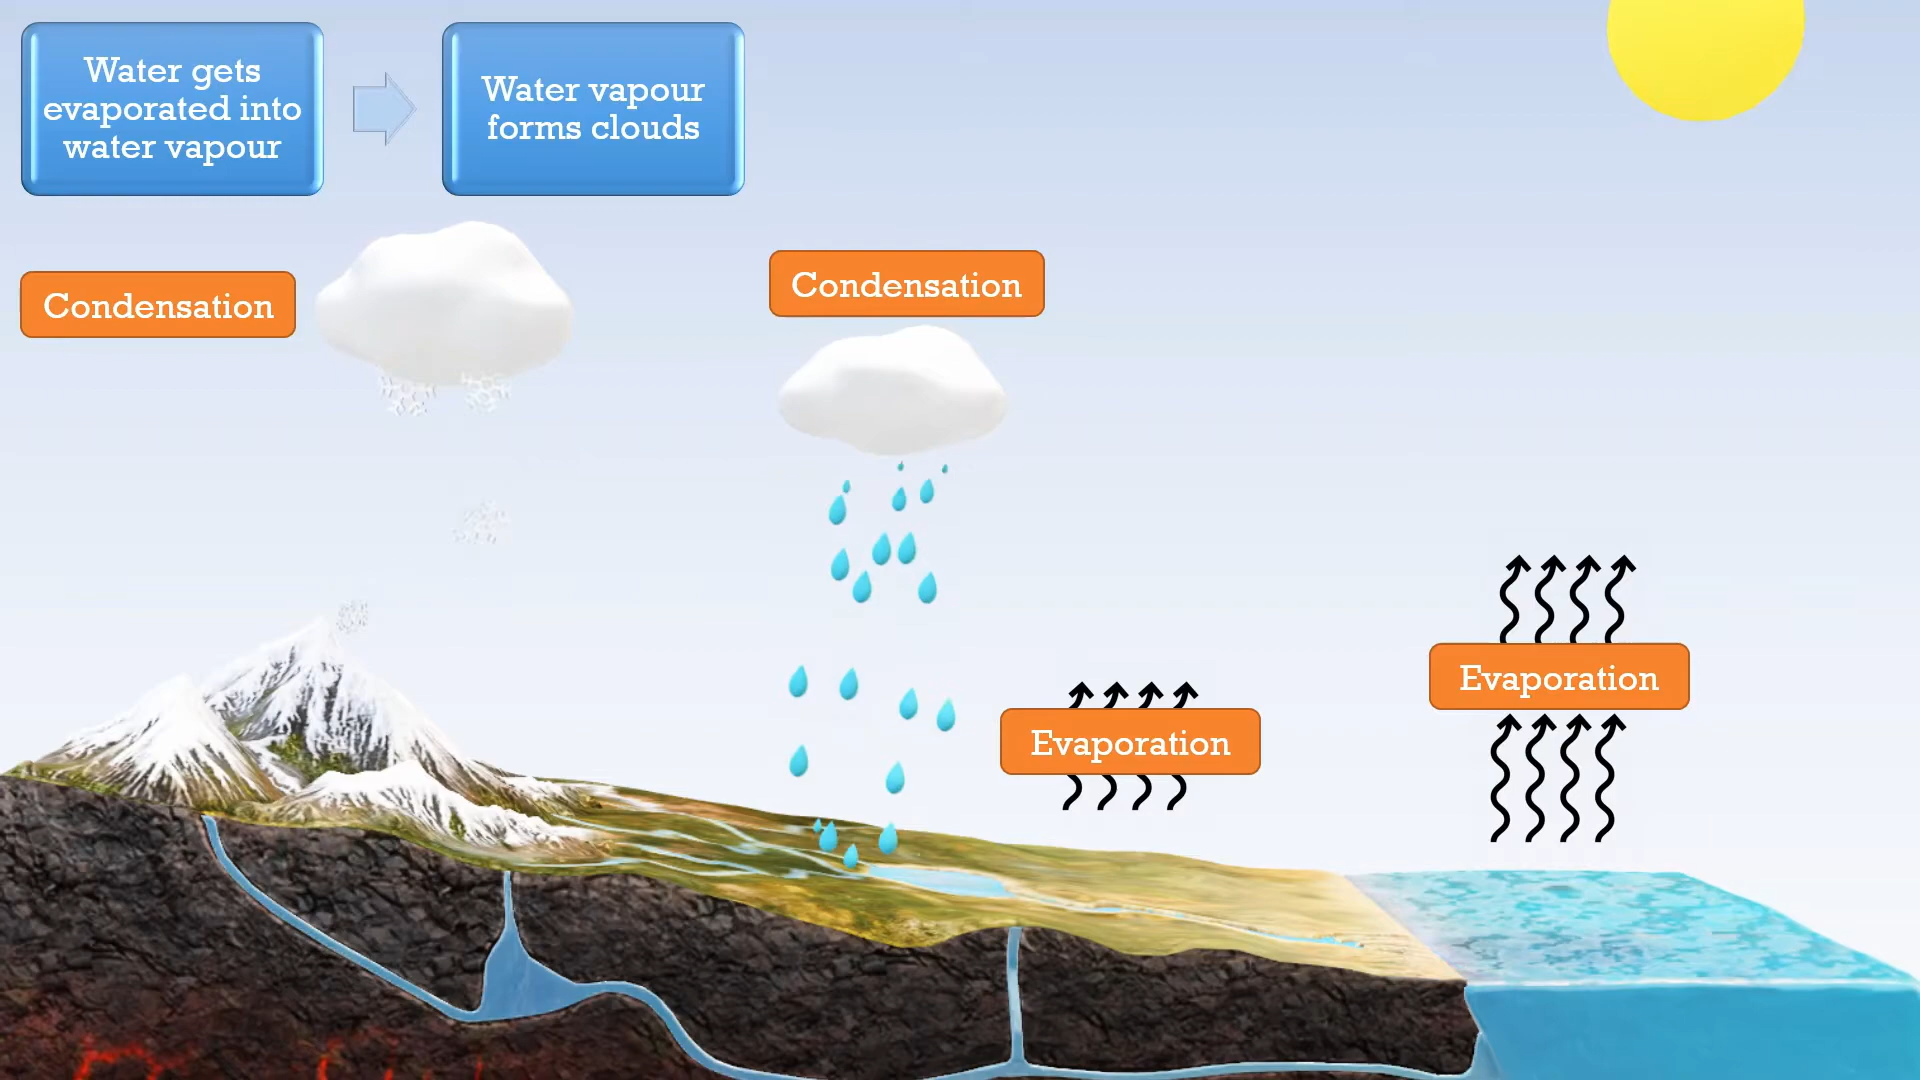 Water gets
evaporated into
water vapour
Water vapour
forms clouds
Condensation
Condensation
Evaporation
Evaporation